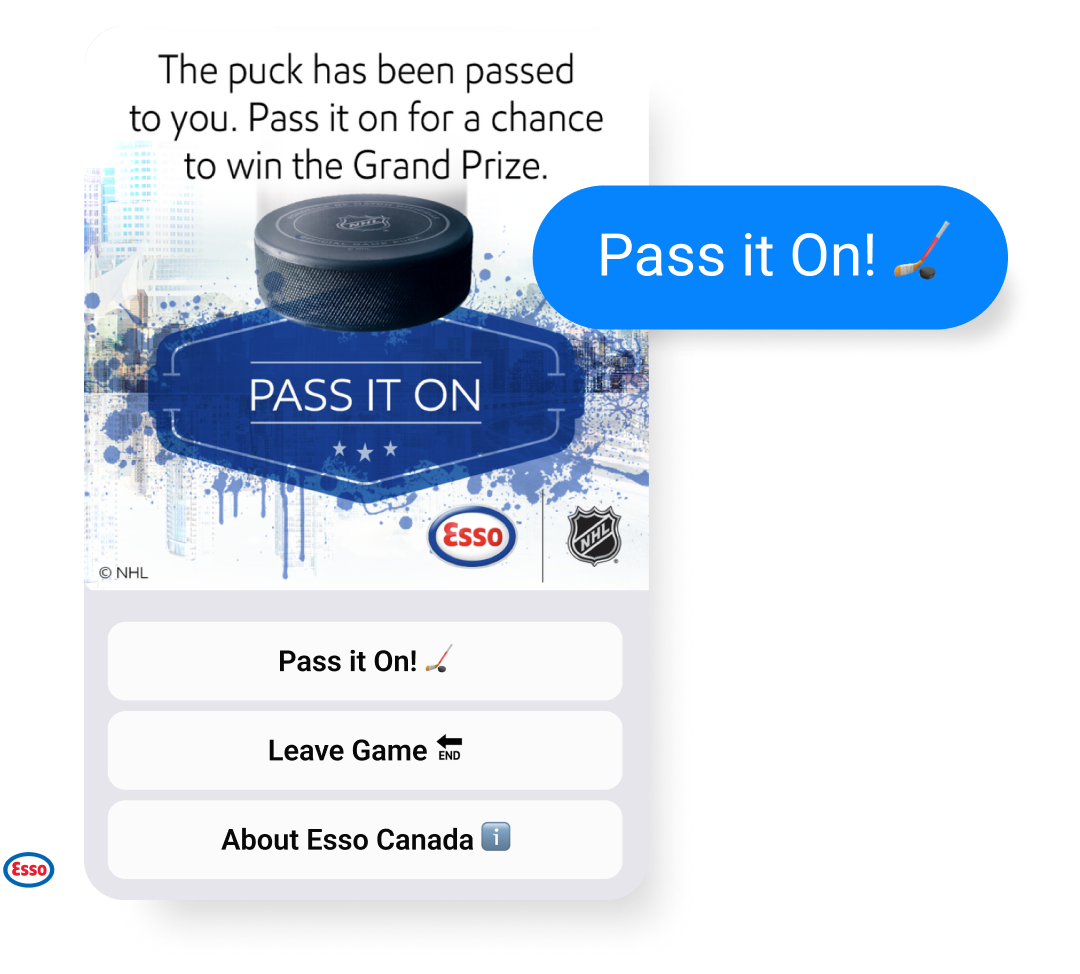 The puck has been passed
to you. Pass it on for a chance
to win the Grand Prize.
NHL
Pass it On! 🏒
PASS IT ON
Esso
NHL
© NHL
Pass it On! 🏒
Leave Game 🔚
About Esso Canada ℹ️
Esso